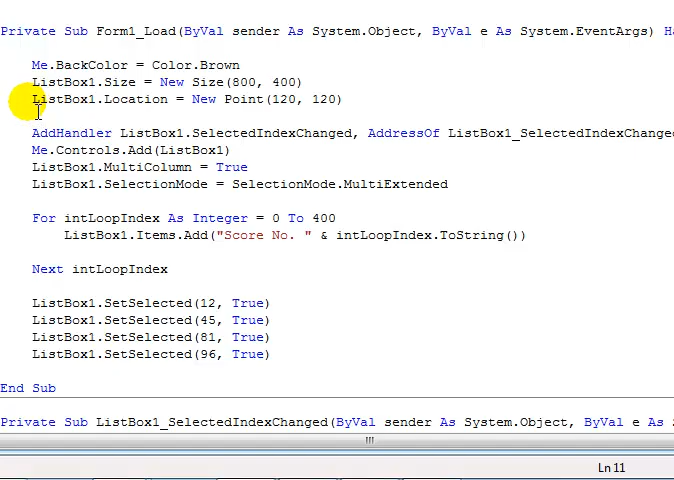 Private Sub Form1_Load(ByVal sender As System.Object, ByVal e As System.EventArgs)
Me.BackColor = Color.Brown
ListBox1.Size = New Size(800, 400)
ListBox1.Location = New Point(120, 120)
AddHandler ListBox1.SelectedIndexChanged, AddressOf ListBox1_SelectedIndexChange
Me.Controls.Add(ListBox1)
ListBox1.MultiColumn = True
ListBox1.SelectionMode = SelectionMode.MultiExtended
For intLoopIndex As Integer = 0 To 400
ListBox1.Items.Add("Score No. " & intLoopIndex.ToString())
Next intLoopIndex
ListBox1.SetSelected(12, True)
ListBox1.SetSelected(45, True)
ListBox1.SetSelected(81, True)
ListBox1.SetSelected(96, True)
End Sub
Private Sub ListBox1_SelectedIndexChanged(ByVal sender As System.Object, ByVal e As
Ln 11